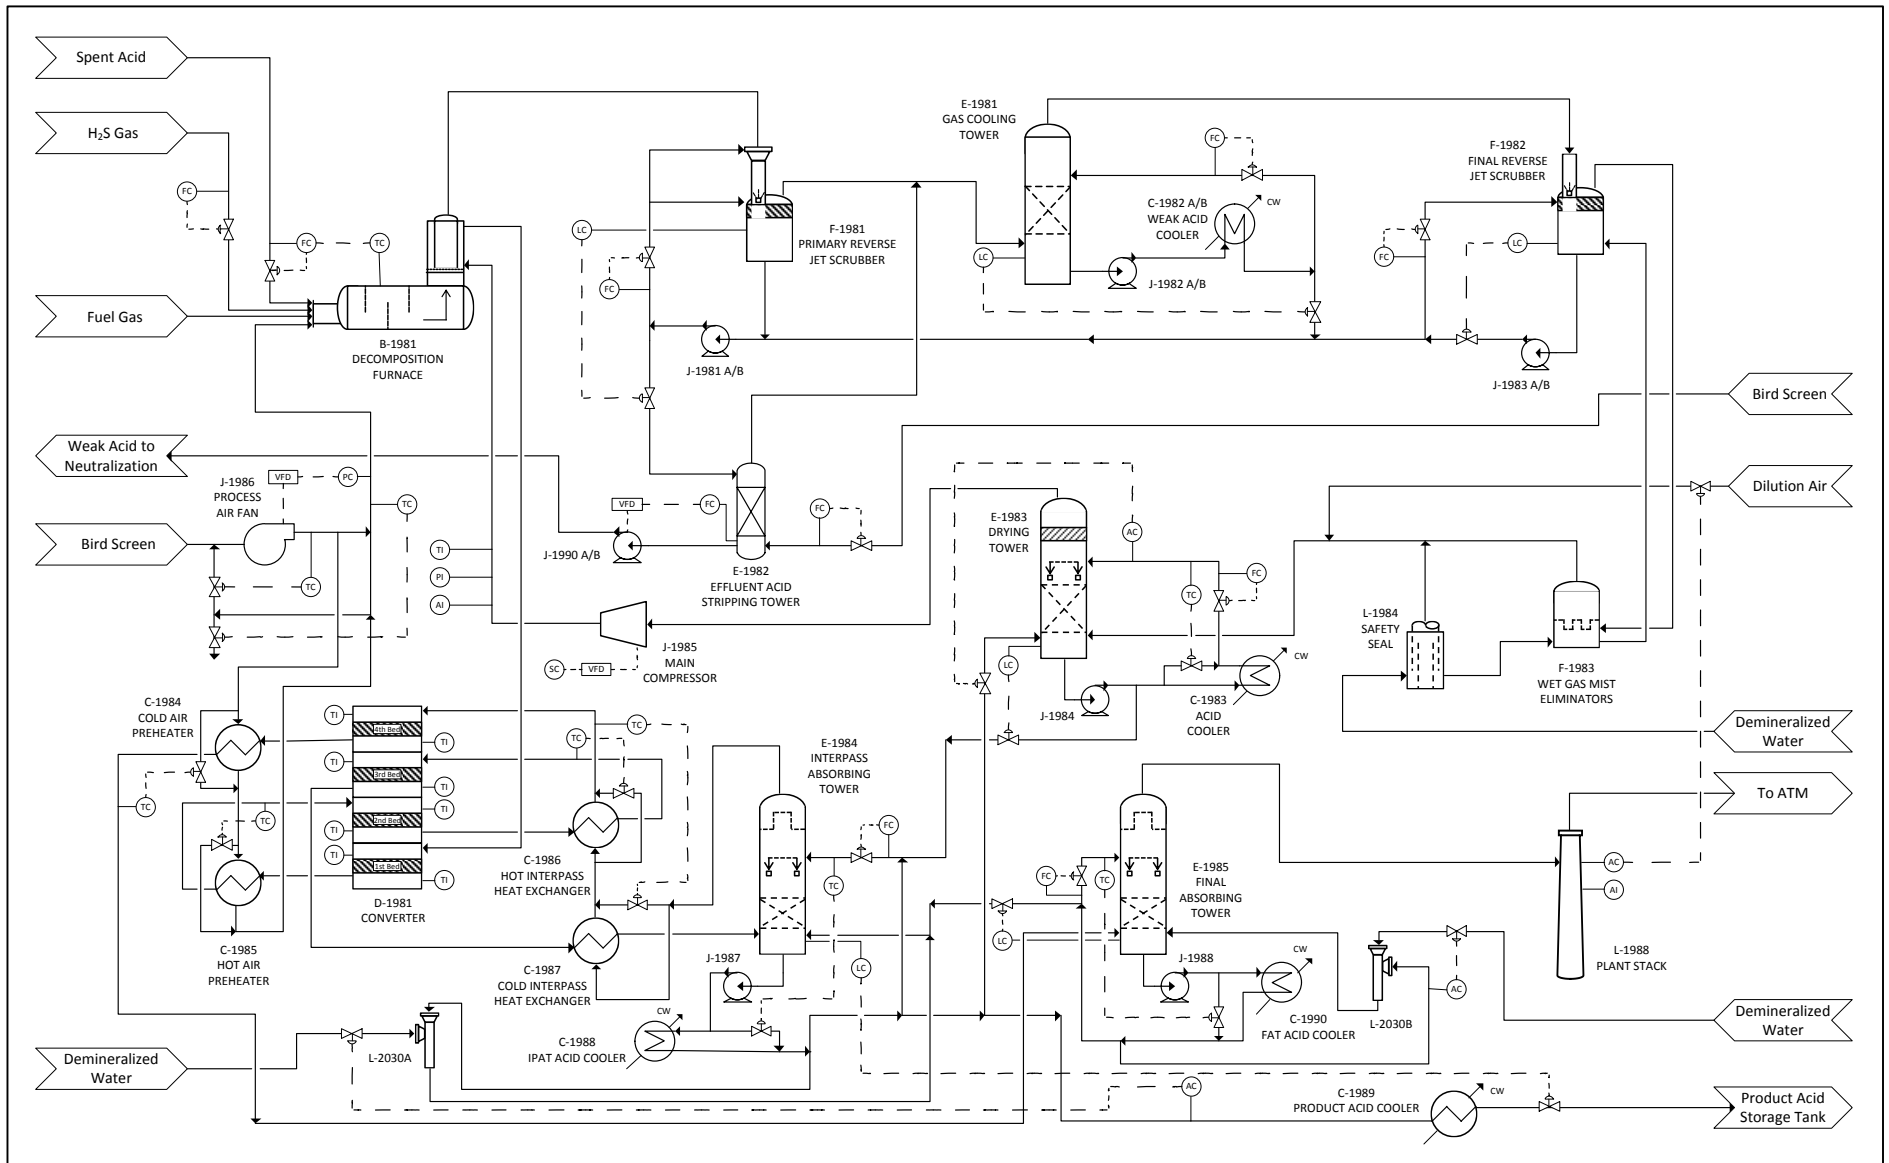 Spent Acid
H₂S Gas
Fuel Gas
FC
FC
TC
B-1981
DECOMPOSITION
FURNACE
Weak Acid to
Neutralization
J-1986
PROCESS
AIR FAN
VFD
PC
TC
Bird Screen
TC
TI
PI
AI
LC
FC
F-1981
PRIMARY REVERSE
JET SCRUBBER
J-1981 A/B
E-1981
GAS COOLING
TOWER
FC
C-1982 A/B
WEAK ACID
COOLER
CW
LC
J-1982 A/B
F-1982
FINAL REVERSE
JET SCRUBBER
FC
LC
J-1983 A/B
Bird Screen
VFD
FC
FC
J-1990 A/B
E-1982
EFFLUENT ACID
STRIPPING TOWER
SC
VFD
J-1985
MAIN
COMPRESSOR
E-1983
DRYING
TOWER
AC
TC
FC
LC
CW
J-1984
C-1983
ACID
COOLER
Dilution Air
L-1984
SAFETY
SEAL
F-1983
WET GAS MIST
ELIMINATORS
Demineralized
Water
C-1984
COLD AIR
PREHEATER
TC
TC
C-1985
HOT AIR
PREHEATER
TI
4th Bed
TI
TI
3rd Bed
TI
TI
2nd Bed
TI
TI
1st Bed
TI
D-1981
CONVERTER
TC
TC
C-1986
HOT INTERPASS
HEAT EXCHANGER
C-1987
COLD INTERPASS
HEAT EXCHANGER
E-1984
INTERPASS
ABSORBING
TOWER
FC
TC
LC
J-1987
CW
C-1988
IPAT ACID COOLER
E-1985
FINAL
ABSORBING
TOWER
FC
TC
LC
J-1988
CW
C-1990
FAT ACID COOLER
L-2030B
AC
To ATM
AC
AI
L-1988
PLANT STACK
Demineralized
Water
Demineralized
Water
L-2030A
AC
C-1989
PRODUCT ACID COOLER
CW
Product Acid
Storage Tank